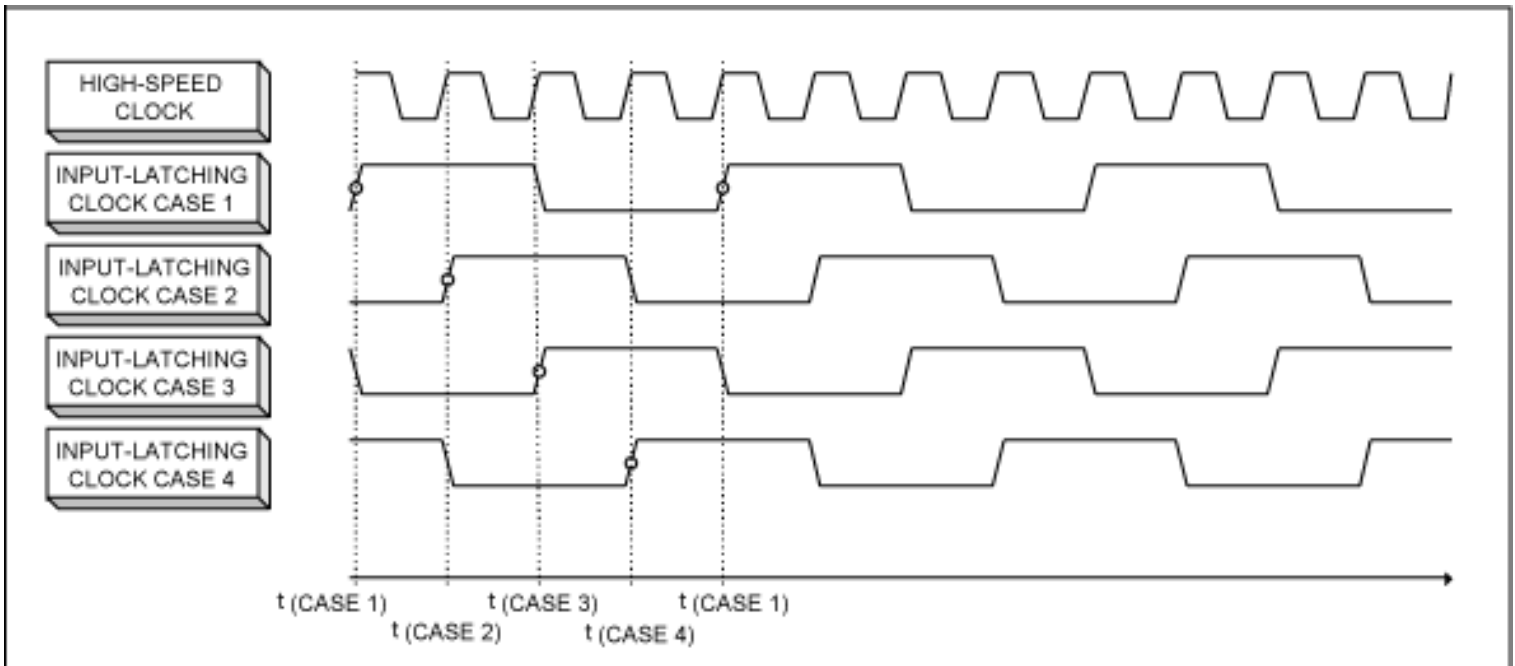 HIGH-SPEED
CLOCK
INPUT-LATCHING
CLOCK CASE 1
INPUT-LATCHING
CLOCK CASE 2
INPUT-LATCHING
CLOCK CASE 3
INPUT-LATCHING
CLOCK CASE 4
t (CASE 1)
t (CASE 2)
t (CASE 3)
t (CASE 4)
t (CASE 1)